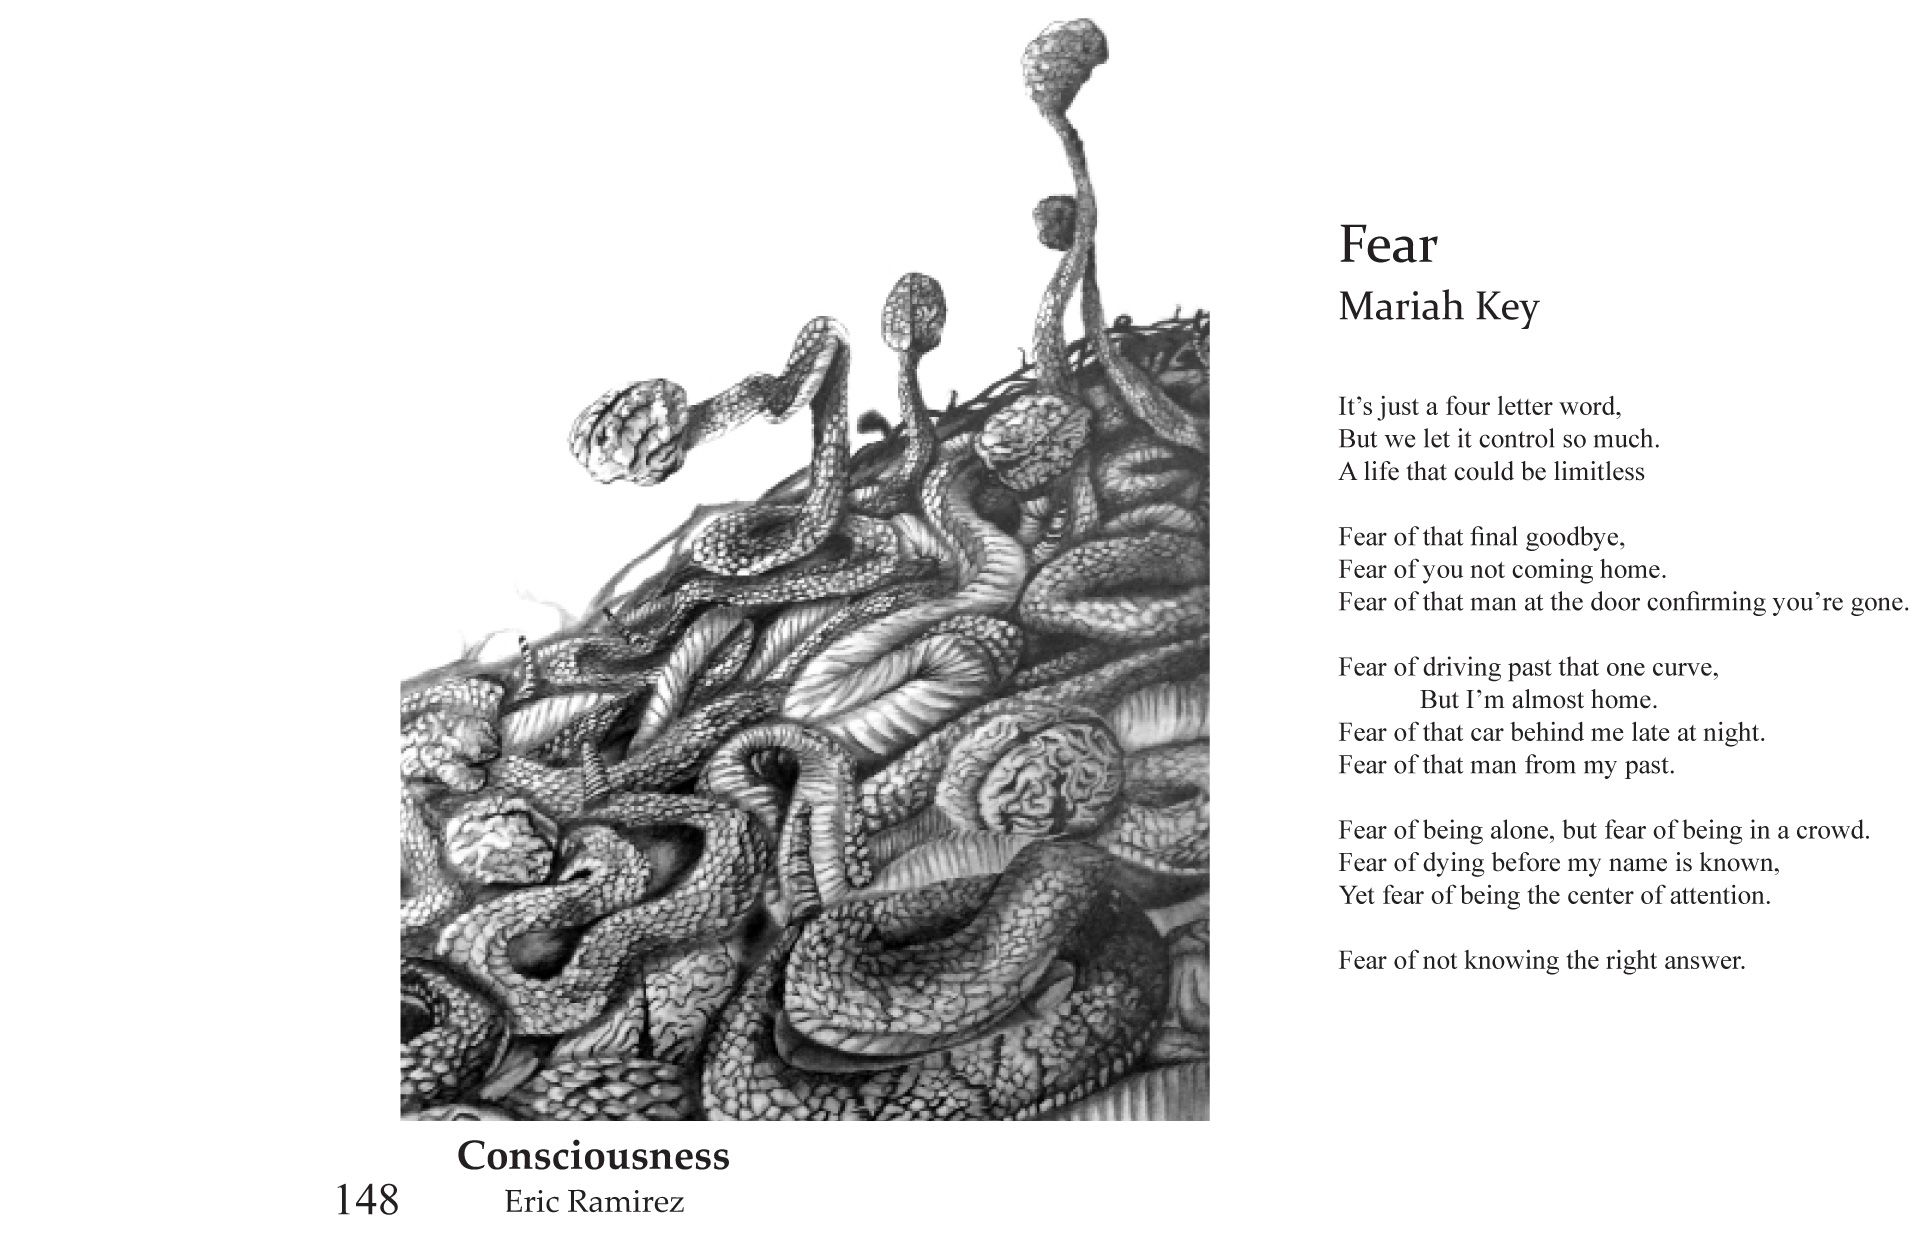 Consciousness
Eric Ramirez
148
Fear
Mariah Key
It’s just a four letter word,
But we let it control so much.
A life that could be limitless
Fear of that final goodbye,
Fear of you not coming home.
Fear of that man at the door confirming you’re gone.
Fear of driving past that one curve,
But I’m almost home.
Fear of that car behind me late at night.
Fear of that man from my past.
Fear of being alone, but fear of being in a crowd.
Fear of dying before my name is known,
Yet fear of being the center of attention.
Fear of not knowing the right answer.